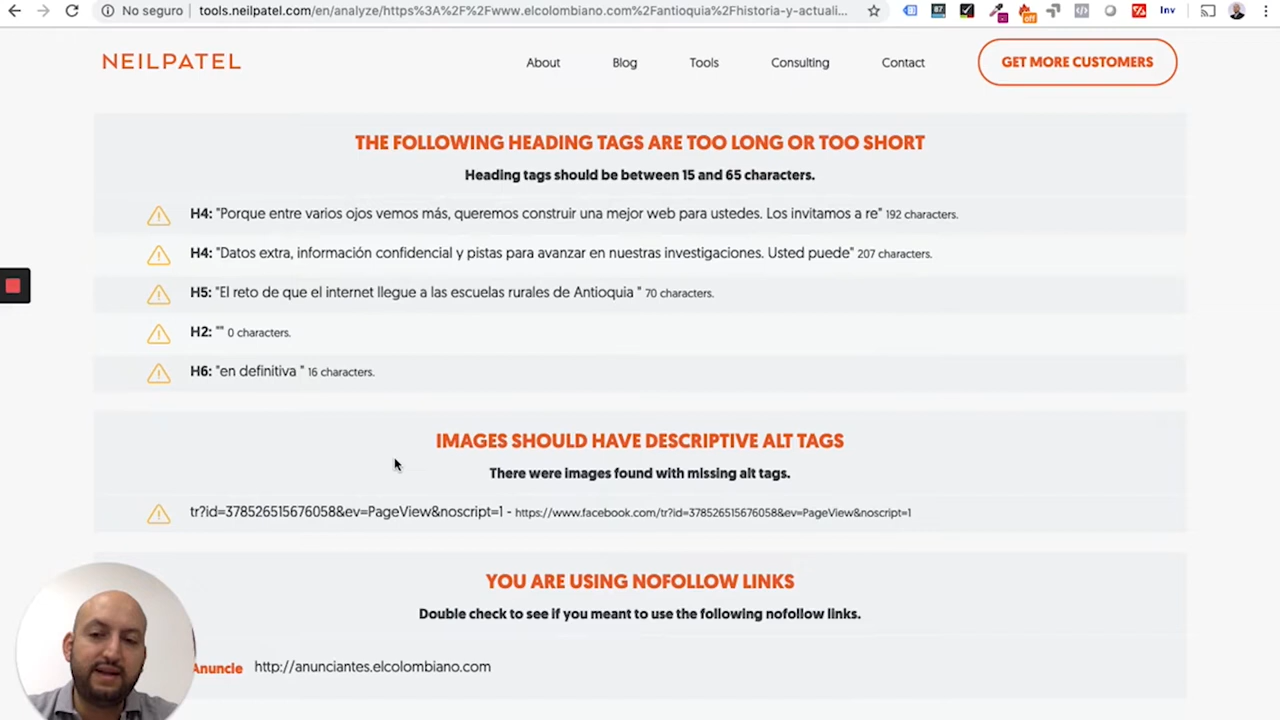 No seguro
tools.neilpatel.com/en/analyze/https%3A%2F%2Fwww.elcolombiano.com%2Fantioquia%2Fhistoria-y-actuali...
Inv
NEILPATEL
About
Blog
Tools
Consulting
Contact
GET MORE CUSTOMERS
THE FOLLOWING HEADING TAGS ARE TOO LONG OR TOO SHORT
Heading tags should be between 15 and 65 characters.
H4: "Porque entre varios ojos vemos más, queremos construir una mejor web para ustedes. Los invitamos a re" 192 characters.
H4: "Datos extra, información confidencial y pistas para avanzar en nuestras investigaciones. Usted puede" 207 characters.
H5: "El reto de que el internet llegue a las escuelas rurales de Antioquia " 70 characters.
H2: "" 0 characters.
H6: "en definitiva " 16 characters.
IMAGES SHOULD HAVE DESCRIPTIVE ALT TAGS
There were images found with missing alt tags.
tr?id=378526515676058&ev=PageView&noscript=1 - https://www.facebook.com/tr?id=378526515676058&ev=PageView&noscript=1
YOU ARE USING NOFOLLOW LINKS
Double check to see if you meant to use the following nofollow links.
Anuncie http://anunciantes.elcolombiano.com